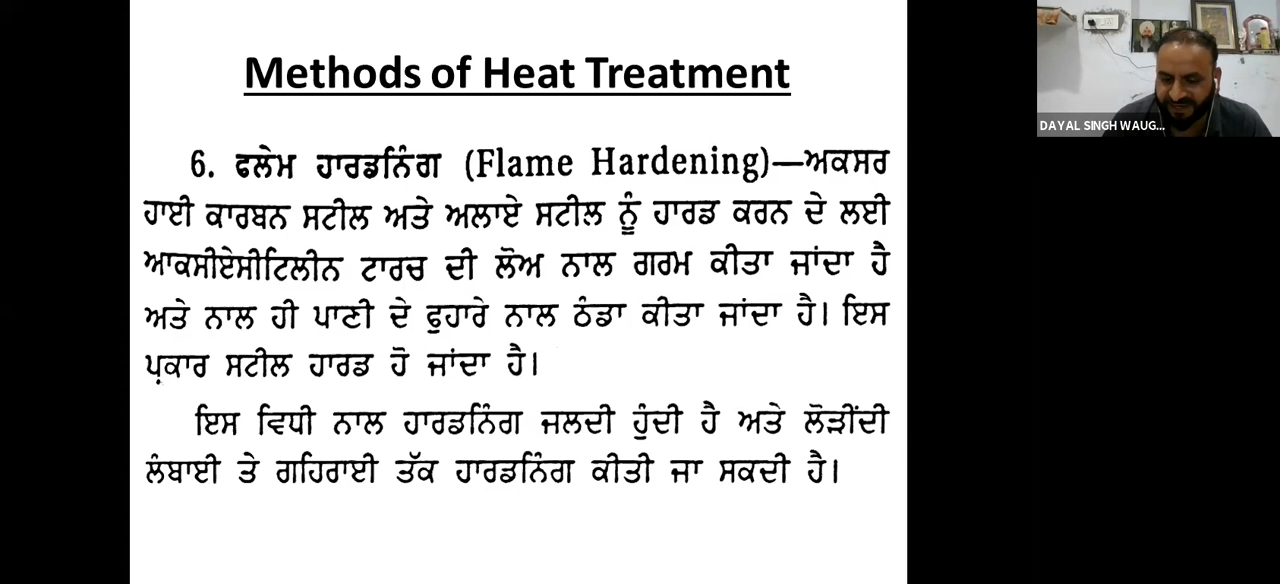 Methods of Heat Treatment
6. ਫਲੇਮ ਹਾਰਡਨਿੰਗ (Flame Hardening)—ਅਕਸਰ
ਹਾਈ ਕਾਰਬਨ ਸਟੀਲ ਅਤੇ ਅਲਾਏ ਸਟੀਲ ਨੂੰ ਹਾਰਡ ਕਰਨ ਦੇ ਲਈ
ਆਕਸੀਏਸੀਟਿਲੀਨ ਟਾਰਚ ਦੀ ਲੋਅ ਨਾਲ ਗਰਮ ਕੀਤਾ ਜਾਂਦਾ ਹੈ
ਅਤੇ ਨਾਲ ਹੀ ਪਾਣੀ ਦੇ ਫੁਹਾਰੇ ਨਾਲ ਠੰਡਾ ਕੀਤਾ ਜਾਂਦਾ ਹੈ। ਇਸ
ਪ੍ਰਕਾਰ ਸਟੀਲ ਹਾਰਡ ਹੋ ਜਾਂਦਾ ਹੈ।
ਇਸ ਵਿਧੀ ਨਾਲ ਹਾਰਡਨਿੰਗ ਜਲਦੀ ਹੁੰਦੀ ਹੈ ਅਤੇ ਲੋੜੀਂਦੀ
ਲੰਬਾਈ ਤੇ ਗਹਿਰਾਈ ਤੱਕ ਹਾਰਡਨਿੰਗ ਕੀਤੀ ਜਾ ਸਕਦੀ ਹੈ।
DAYAL SINGH WAUG...